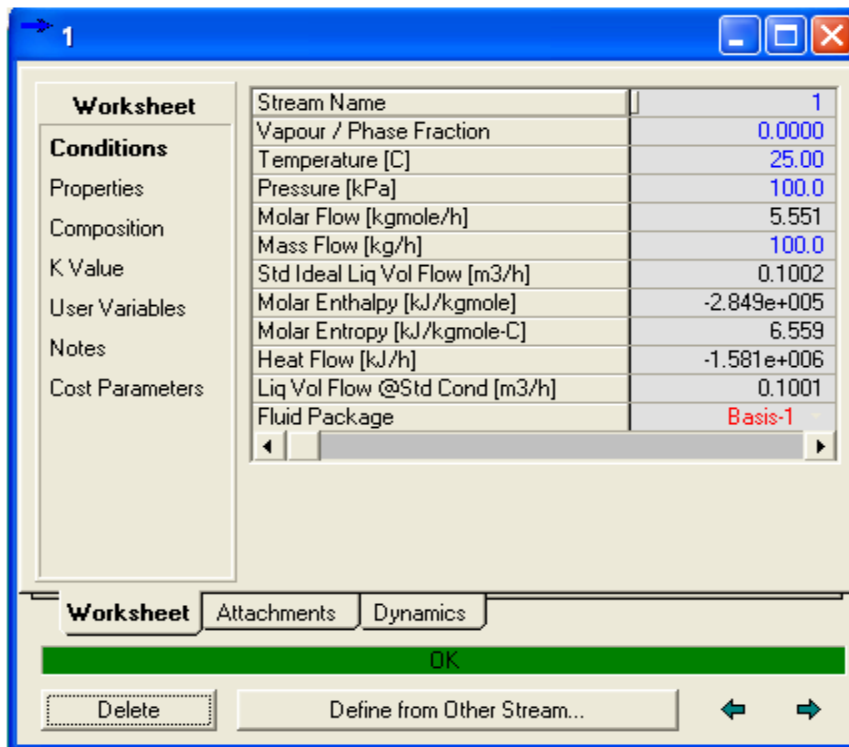 1
Worksheet
Conditions
Properties
Composition
K Value
User Variables
Notes
Cost Parameters
Stream Name 1
Vapour / Phase Fraction 0.0000
Temperature [C] 25.00
Pressure [kPa] 100.0
Molar Flow [kgmole/h] 5.551
Mass Flow [kg/h] 100.0
Std Ideal Liq Vol Flow [m3/h] 0.1002
Molar Enthalpy [kJ/kgmole] -2.849e+005
Molar Entropy [kJ/kgmole-C] 6.559
Heat Flow [kJ/h] -1.581e+006
Liq Vol Flow @Std Cond [m3/h] 0.1001
Fluid Package Basis-1
Worksheet Attachments Dynamics
OK
Delete Define from Other Stream...